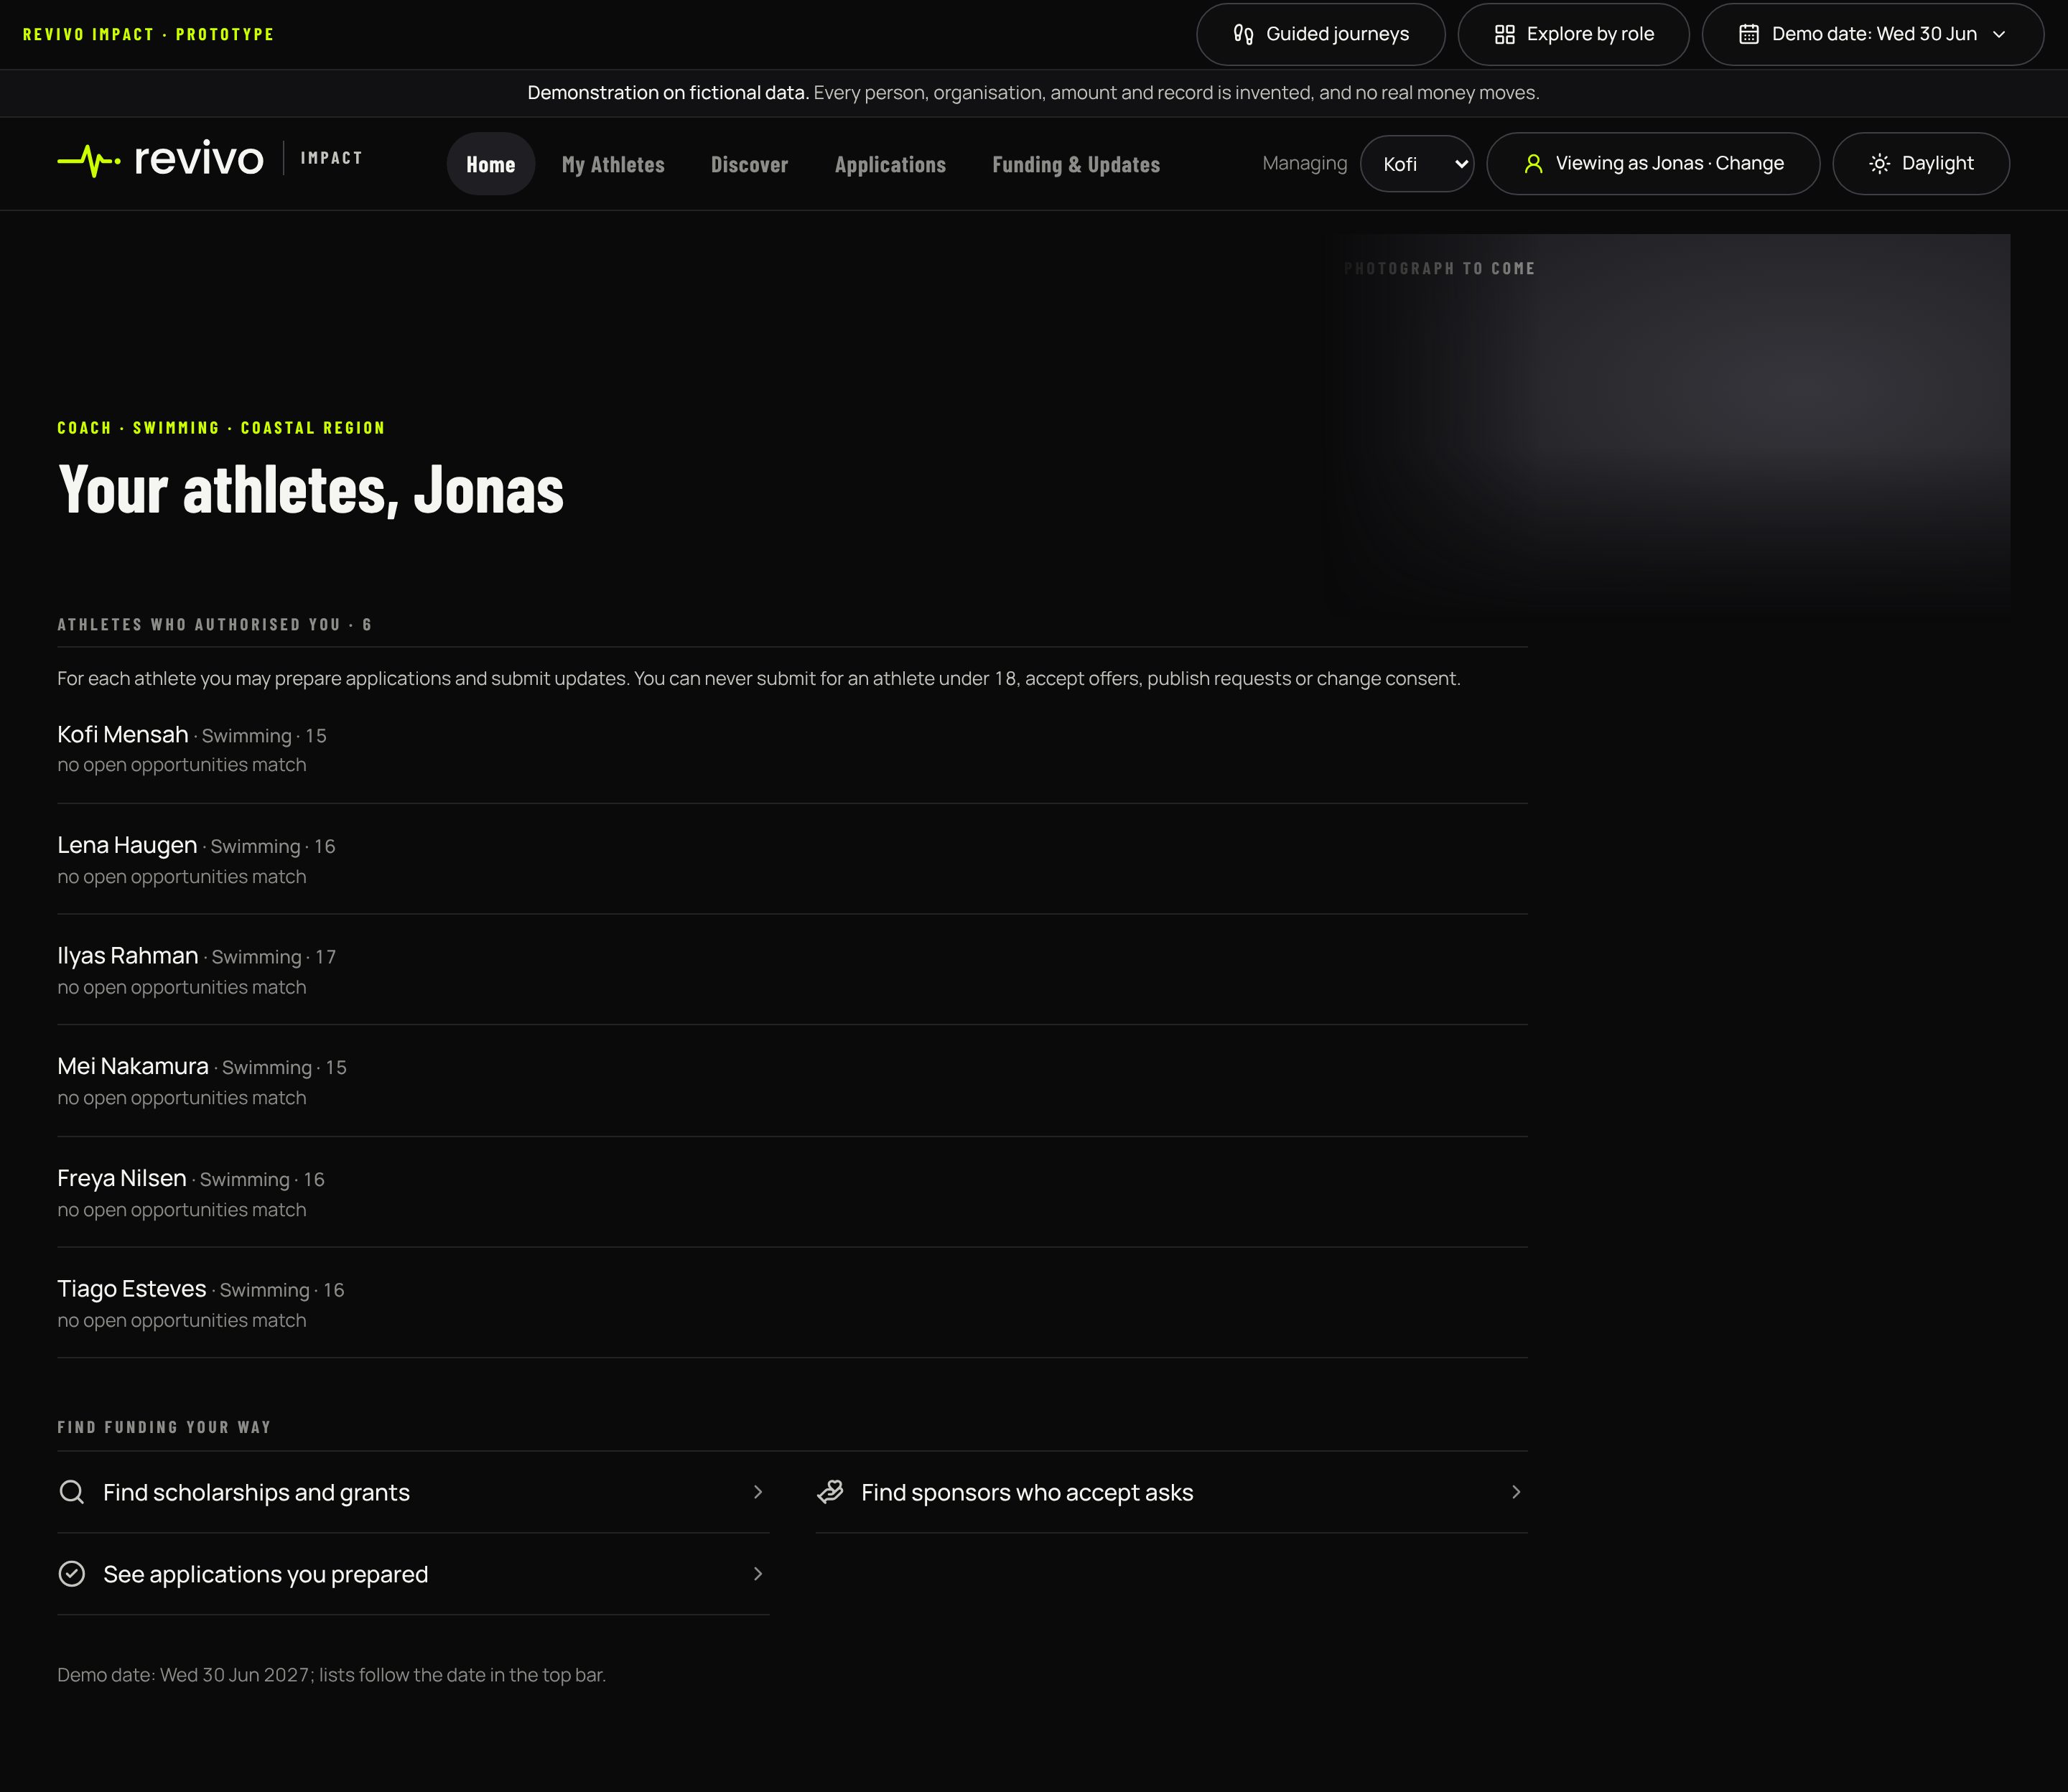 REVIVO IMPACT · PROTOTYPE
Guided journeys
Explore by role
Demo date: Wed 30 Jun
Demonstration on fictional data. Every person, organisation, amount and record is invented, and no real money moves.
revivo IMPACT
Home
My Athletes
Discover
Applications
Funding & Updates
Managing
Kofi
Viewing as Jonas · Change
Daylight
PHOTOGRAPH TO COME
COACH · SWIMMING · COASTAL REGION
Your athletes, Jonas
ATHLETES WHO AUTHORISED YOU · 6
For each athlete you may prepare applications and submit updates. You can never submit for an athlete under 18, accept offers, publish requests or change consent.
Kofi Mensah · Swimming · 15
no open opportunities match
Lena Haugen · Swimming · 16
no open opportunities match
Ilyas Rahman · Swimming · 17
no open opportunities match
Mei Nakamura · Swimming · 15
no open opportunities match
Freya Nilsen · Swimming · 16
no open opportunities match
Tiago Esteves · Swimming · 16
no open opportunities match
FIND FUNDING YOUR WAY
Find scholarships and grants
Find sponsors who accept asks
See applications you prepared
Demo date: Wed 30 Jun 2027; lists follow the date in the top bar.